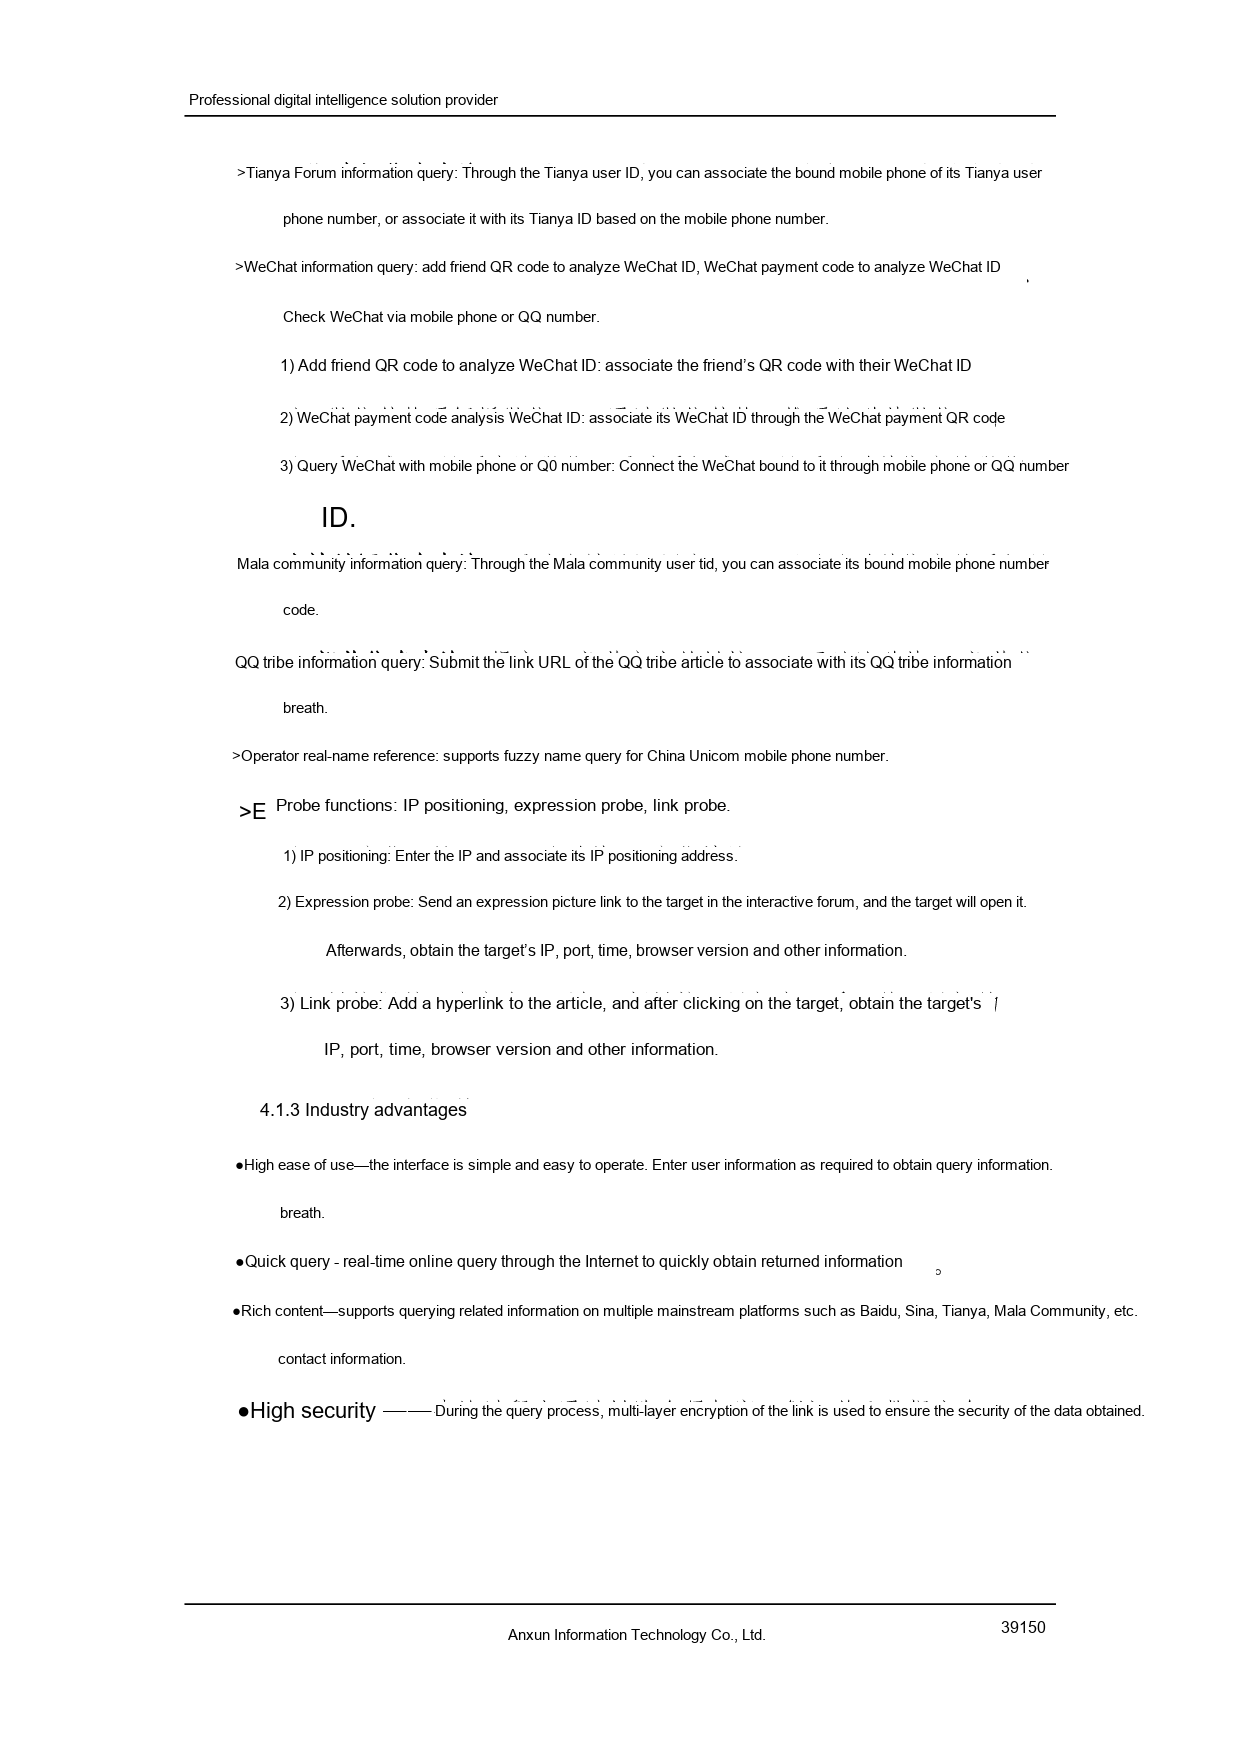 Professional digital intelligence solution provider
>Tianya Forum information query: Through the Tianya user ID, you can associate the bound mobile phone of its Tianya user
phone number, or associate it with its Tianya ID based on the mobile phone number.
>WeChat information query: add friend QR code to analyze WeChat ID, WeChat payment code to analyze WeChat ID
Check WeChat via mobile phone or QQ number.
1) Add friend QR code to analyze WeChat ID: associate the friend’s QR code with their WeChat ID
2) WeChat payment code analysis WeChat ID: associate its WeChat ID through the WeChat payment QR code
3) Query WeChat with mobile phone or Q0 number: Connect the WeChat bound to it through mobile phone or QQ number
ID.
Mala community information query: Through the Mala community user tid, you can associate its bound mobile phone number
code.
QQ tribe information query: Submit the link URL of the QQ tribe article to associate with its QQ tribe information
breath.
>Operator real-name reference: supports fuzzy name query for China Unicom mobile phone number.
>E Probe functions: IP positioning, expression probe, link probe.
1) IP positioning: Enter the IP and associate its IP positioning address.
2) Expression probe: Send an expression picture link to the target in the interactive forum, and the target will open it.
Afterwards, obtain the target’s IP, port, time, browser version and other information.
3) Link probe: Add a hyperlink to the article, and after clicking on the target, obtain the target's
IP, port, time, browser version and other information.
4.1.3 Industry advantages
●High ease of use—the interface is simple and easy to operate. Enter user information as required to obtain query information.
breath.
●Quick query - real-time online query through the Internet to quickly obtain returned information 。
●Rich content—supports querying related information on multiple mainstream platforms such as Baidu, Sina, Tianya, Mala Community, etc.
contact information.
●High security ——During the query process, multi-layer encryption of the link is used to ensure the security of the data obtained.
Anxun Information Technology Co., Ltd.
39150